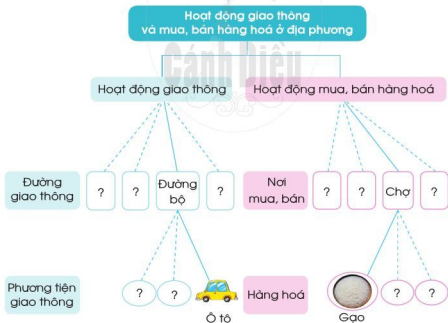 Hoạt động giao thông
và mua, bán hàng hoá ở địa phương
Cánh Diều
Hoạt động giao thông
Hoạt động mua, bán hàng hoá
Đường
giao thông
?
?
Đường
bộ
?
Nơi
mua, bán
?
?
Chợ
?
Phương tiện
giao thông
?
?
Ô tô
Hàng hoá
Gạo
?
?